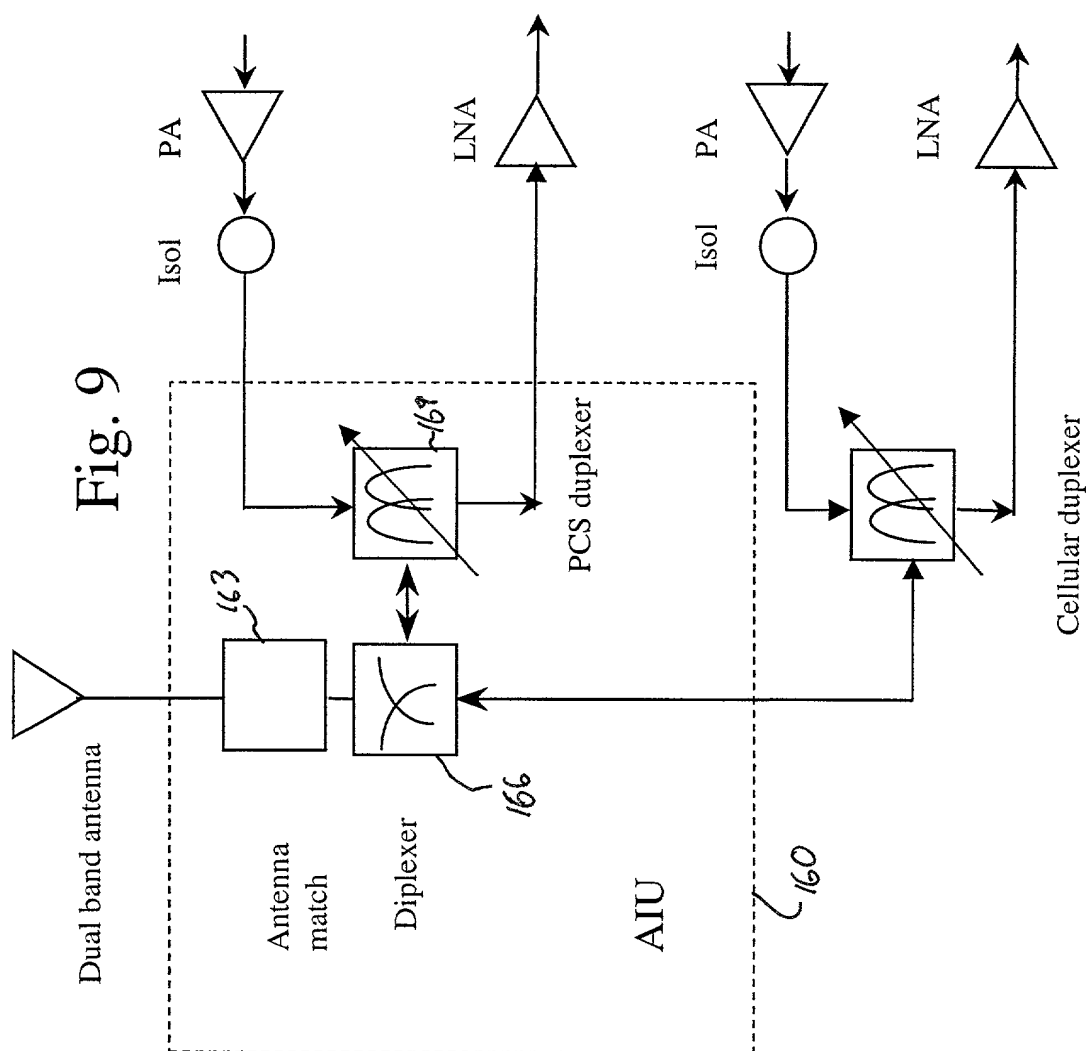 Fig. 9
Dual band antenna
Antenna
match
163
Diplexer
166
AIU
160
169
PCS duplexer
Isol
PA
LNA
Cellular duplexer
Isol
PA
LNA